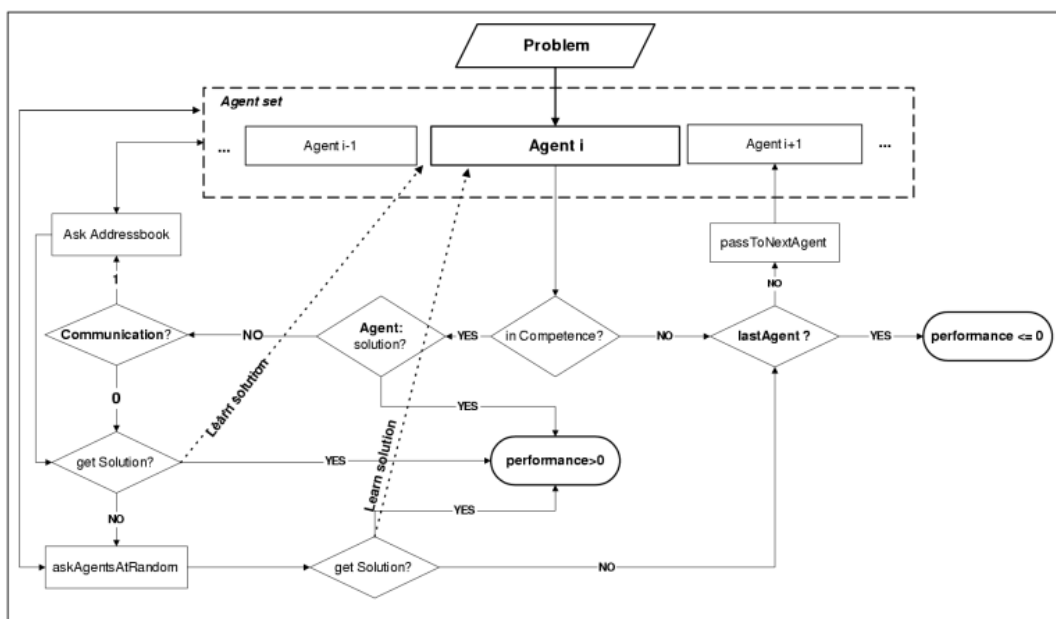 Problem
Agent set
...
Agent i-1
Agent i
Agent i+1
...
Ask Addressbook
passToNextAgent
1
NO
Communication?
NO
Agent:
solution?
YES
in Competence?
NO
lastAgent ?
YES
performance <= 0
0
Learn solution
YES
get Solution?
YES
performance>0
Learn solution
NO
YES
askAgentsAtRandom
get Solution?
NO